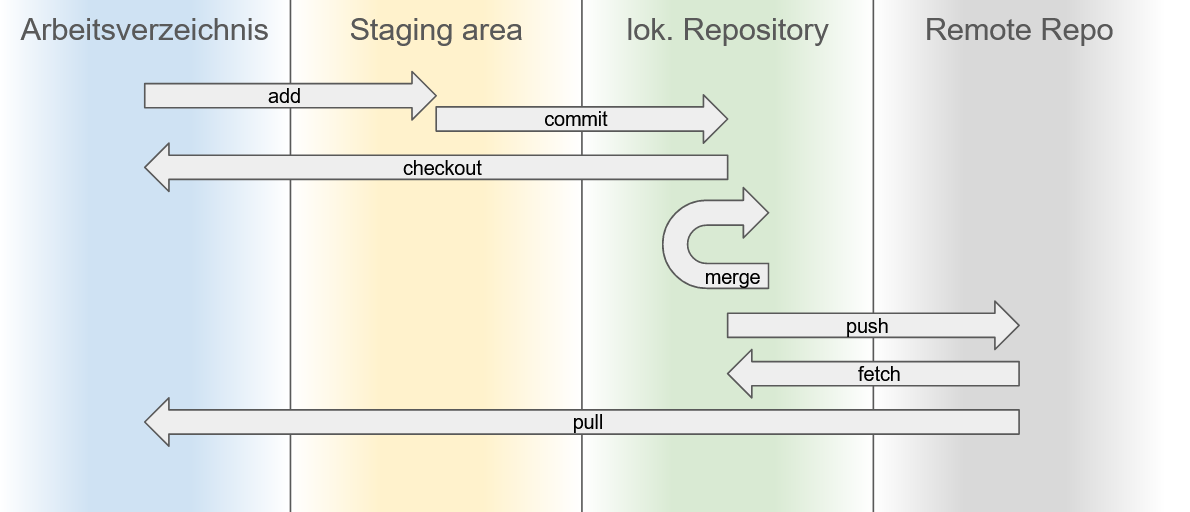 Arbeitsverzeichnis
Staging area
lok. Repository
Remote Repo
add
commit
checkout
merge
push
fetch
pull